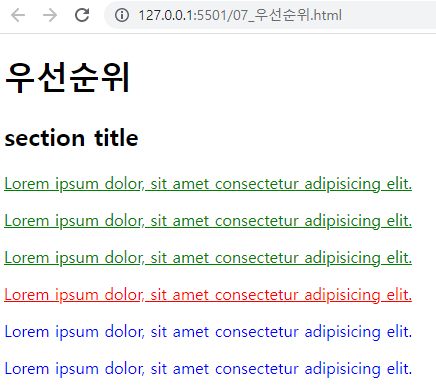 127.0.0.1:5501/07_우선순위.html
우선순위
section title
Lorem ipsum dolor, sit amet consectetur adipisicing elit.
Lorem ipsum dolor, sit amet consectetur adipisicing elit.
Lorem ipsum dolor, sit amet consectetur adipisicing elit.
Lorem ipsum dolor, sit amet consectetur adipisicing elit.
Lorem ipsum dolor, sit amet consectetur adipisicing elit.
Lorem ipsum dolor, sit amet consectetur adipisicing elit.